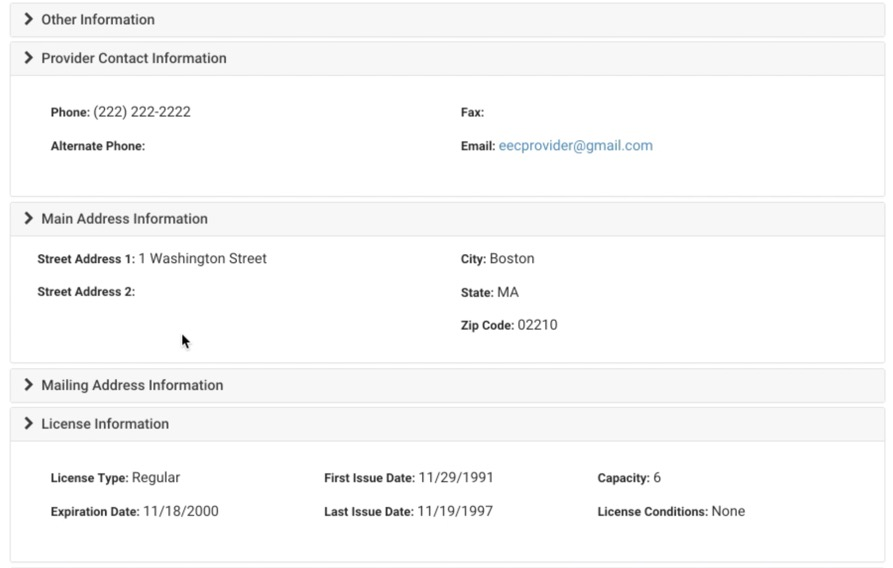 Other Information
Provider Contact Information
Phone: (222) 222-2222 Fax:
Alternate Phone: Email: eecprovider@gmail.com
Main Address Information
Street Address 1: 1 Washington Street City: Boston
Street Address 2: State: MA
Zip Code: 02210
Mailing Address Information
License Information
License Type: Regular First Issue Date: 11/29/1991 Capacity: 6
Expiration Date: 11/18/2000 Last Issue Date: 11/19/1997 License Conditions: None